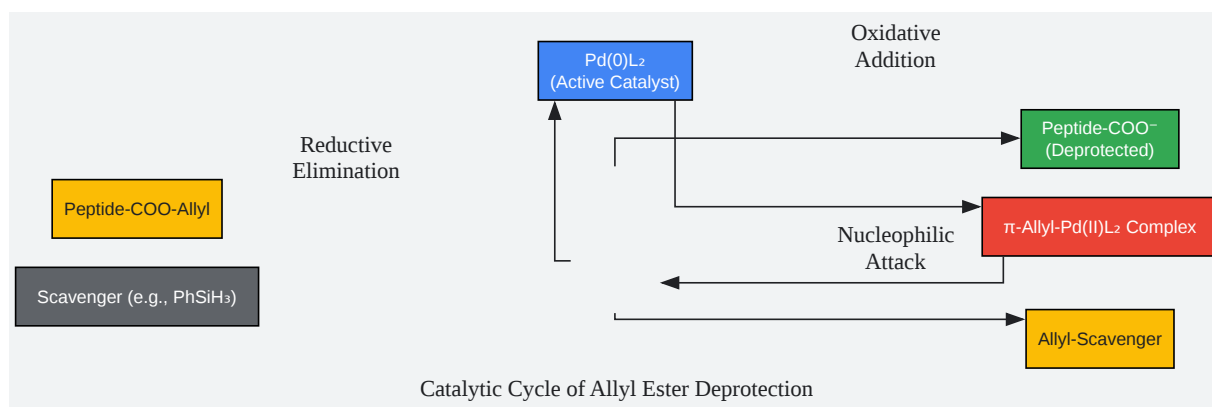 Oxidative
Addition
Pd(0)L₂
(Active Catalyst)
Peptide-COO⁻
(Deprotected)
Reductive
Elimination
Peptide-COO-Allyl
π-Allyl-Pd(II)L₂ Complex
Nucleophilic
Attack
Scavenger (e.g., PhSiH₃)
Allyl-Scavenger
Catalytic Cycle of Allyl Ester Deprotection